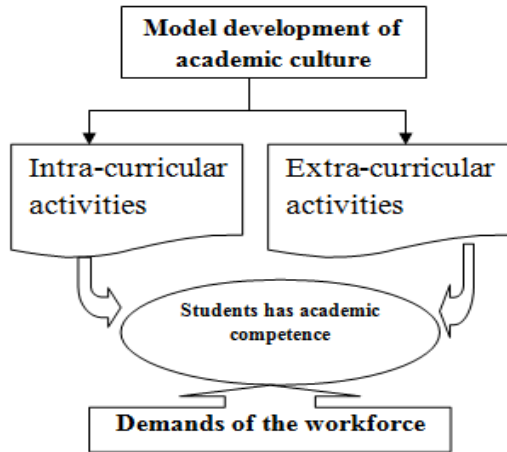 Model development of
academic culture
Intra-curricular
activities
Extra-curricular
activities
Students has academic
competence
Demands of the workforce